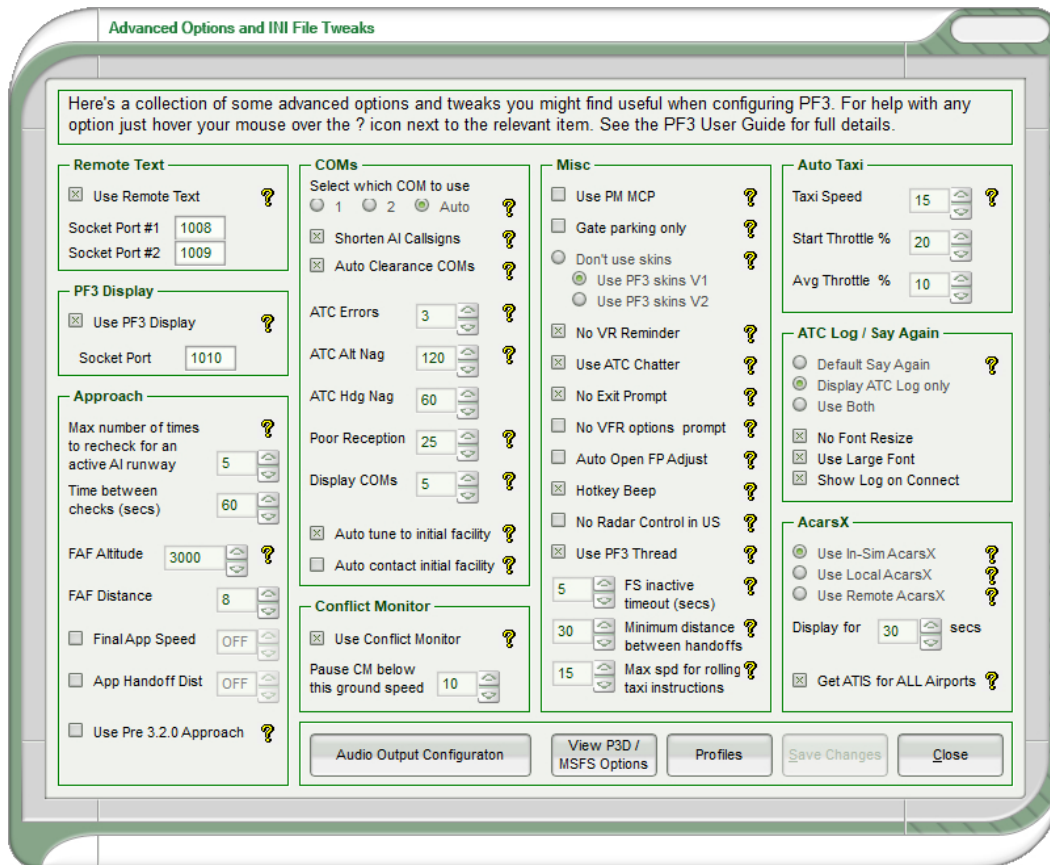 Advanced Options and INI File Tweaks
Here's a collection of some advanced options and tweaks you might find useful when configuring PF3. For help with any
option just hover your mouse over the ? icon next to the relevant item. See the PF3 User Guide for full details.
Remote Text
Use Remote Text ?
Socket Port #1 1008
Socket Port #2 1009
PF3 Display
Use PF3 Display ?
Socket Port 1010
Approach
Max number of times ?
to recheck for an
active AI runway 5
Time between
checks (secs) 60
FAF Altitude 3000 ?
FAF Distance 8
Final App Speed OFF
App Handoff Dist OFF
Use Pre 3.2.0 Approach ?
COMs
Select which COM to use
1 2 Auto ?
Shorten AI Callsigns ?
Auto Clearance COMs ?
ATC Errors 3 ?
ATC Alt Nag 120 ?
ATC Hdg Nag 60
Poor Reception 25 ?
Display COMs 5 ?
Auto tune to initial facility ?
Auto contact initial facility ?
Conflict Monitor
Use Conflict Monitor ?
Pause CM below
this ground speed 10
Misc
Use PM MCP ?
Gate parking only ?
Don't use skins ?
Use PF3 skins V1
Use PF3 skins V2
No VR Reminder ?
Use ATC Chatter ?
No Exit Prompt ?
No VFR options prompt ?
Auto Open FP Adjust ?
Hotkey Beep ?
No Radar Control in US ?
Use PF3 Thread ?
5 FS inactive ?
timeout (secs)
30 Minimum distance ?
between handoffs
15 Max spd for rolling ?
taxi instructions
Auto Taxi
Taxi Speed 15 ?
Start Throttle % 20
Avg Throttle % 10
ATC Log / Say Again
Default Say Again ?
Display ATC Log only
Use Both
No Font Resize
Use Large Font
Show Log on Connect
AcarsX
Use In-Sim AcarsX ?
Use Local AcarsX ?
Use Remote AcarsX ?
Display for 30 secs
Get ATIS for ALL Airports ?
Audio Output Configuraton
View P3D /
MSFS Options
Profiles
Save Changes
Close